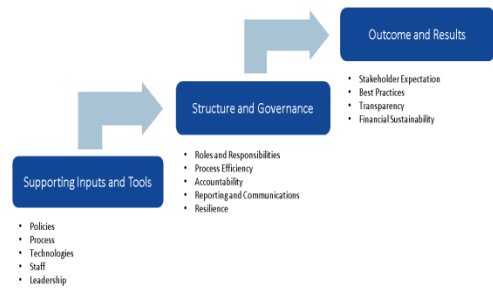 Outcome and Results
• Stakeholder Expectation
• Best Practices
• Transparency
• Financial Sustainability
Structure and Governance
• Roles and Responsibilities
• Process Efficiency
• Accountability
• Reporting and Communications
• Resilience
Supporting Inputs and Tools
• Policies
• Process
• Technologies
• Staff
• Leadership